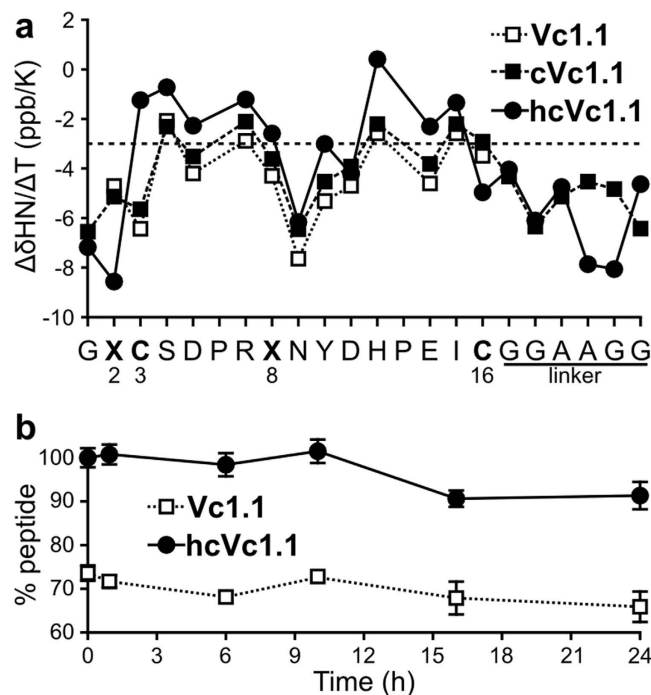 a
ΔδHN/ΔT (ppb/K)
2
0
-2
-4
-6
-8
-10
Vc1.1
cVc1.1
hcVc1.1
G X C S D P R X N Y D H P E I C G G A A G G
2 3 8 16 linker
b
% peptide
100
90
80
70
60
Vc1.1
hcVc1.1
0 3 6 9 12 15 18 21 24
Time (h)